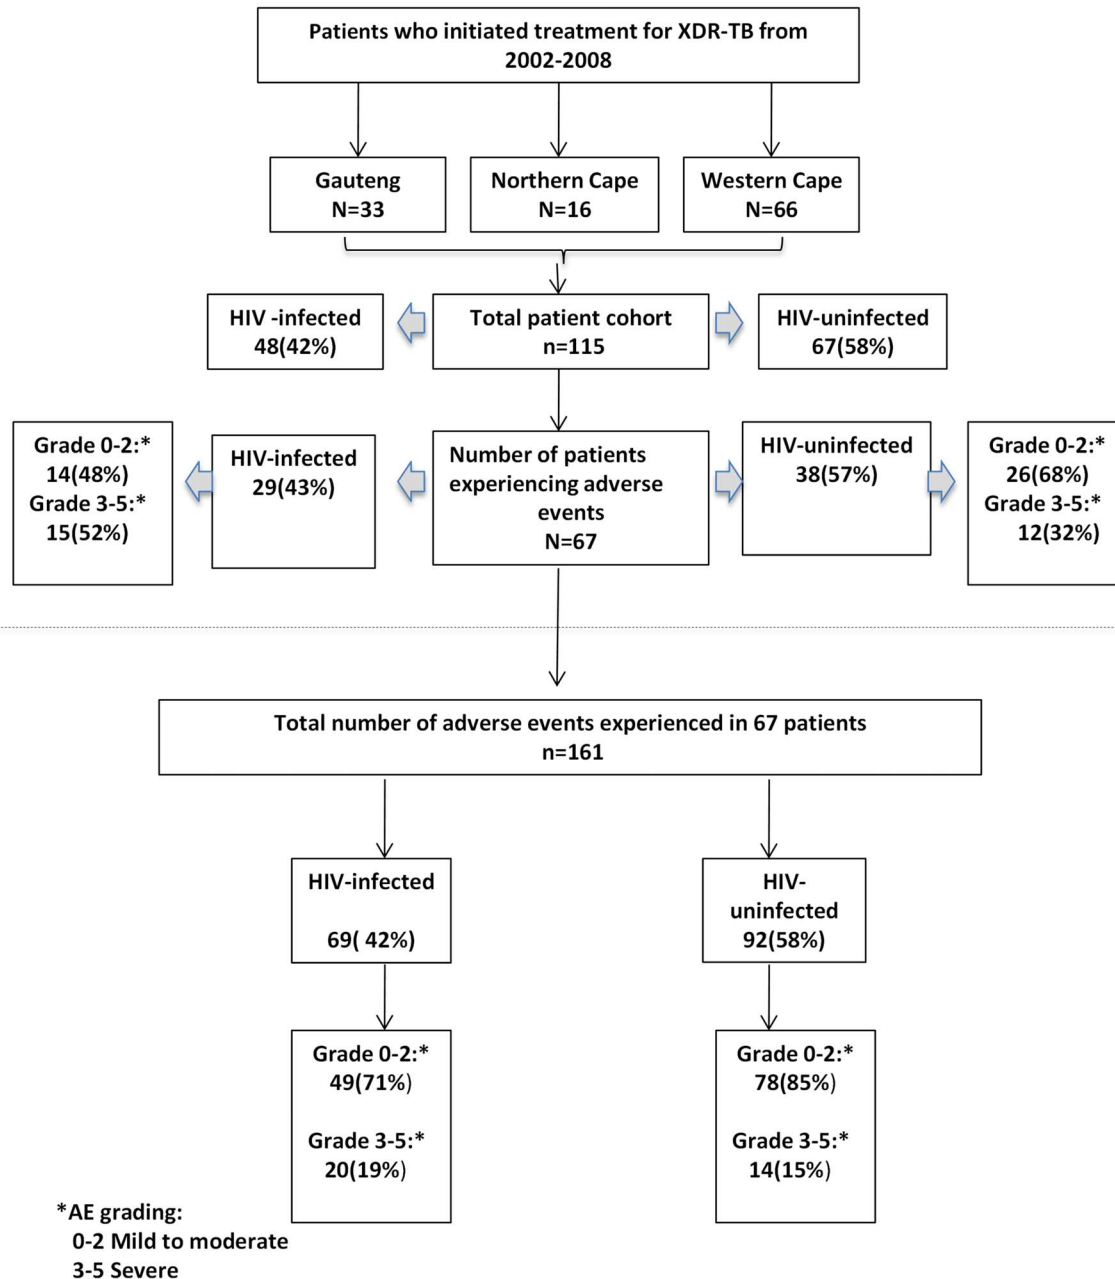 Patients who initiated treatment for XDR-TB from
2002-2008
Gauteng
N=33
Northern Cape
N=16
Western Cape
N=66
HIV -infected
48(42%)
Total patient cohort
n=115
HIV-uninfected
67(58%)
Grade 0-2:*
14(48%)
Grade 3-5:*
15(52%)
HIV-infected
29(43%)
Number of patients
experiencing adverse
events
N=67
HIV-uninfected
38(57%)
Grade 0-2:*
26(68%)
Grade 3-5:*
12(32%)
Total number of adverse events experienced in 67 patients
n=161
HIV-infected
69( 42%)
HIV-
uninfected
92(58%)
Grade 0-2:*
49(71%)
Grade 3-5:*
20(19%)
Grade 0-2:*
78(85%)
Grade 3-5:*
14(15%)
*AE grading:
0-2 Mild to moderate
3-5 Severe